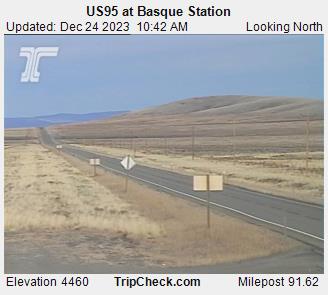 US95 at Basque Station
Updated: Dec 24 2023 10:42 AM Looking North
Elevation 4460 TripCheck.com Milepost 91.62